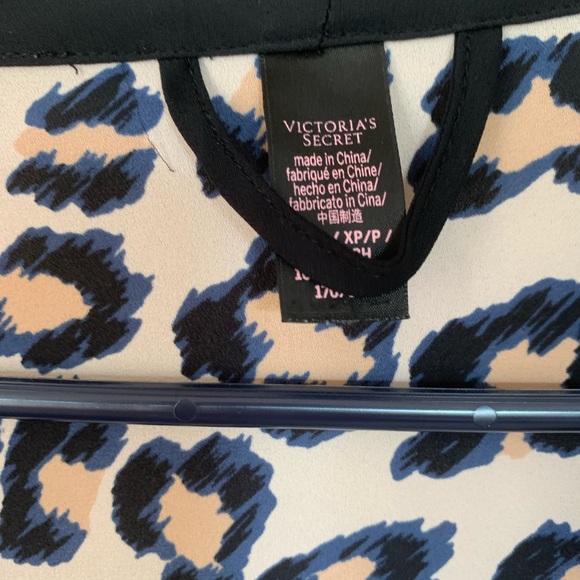 VICTORIA'S
SECRET
made in China/
fabriqué en Chine/
hecho en China/
fabbricato in Cina/
中国制造
/ XP/P /